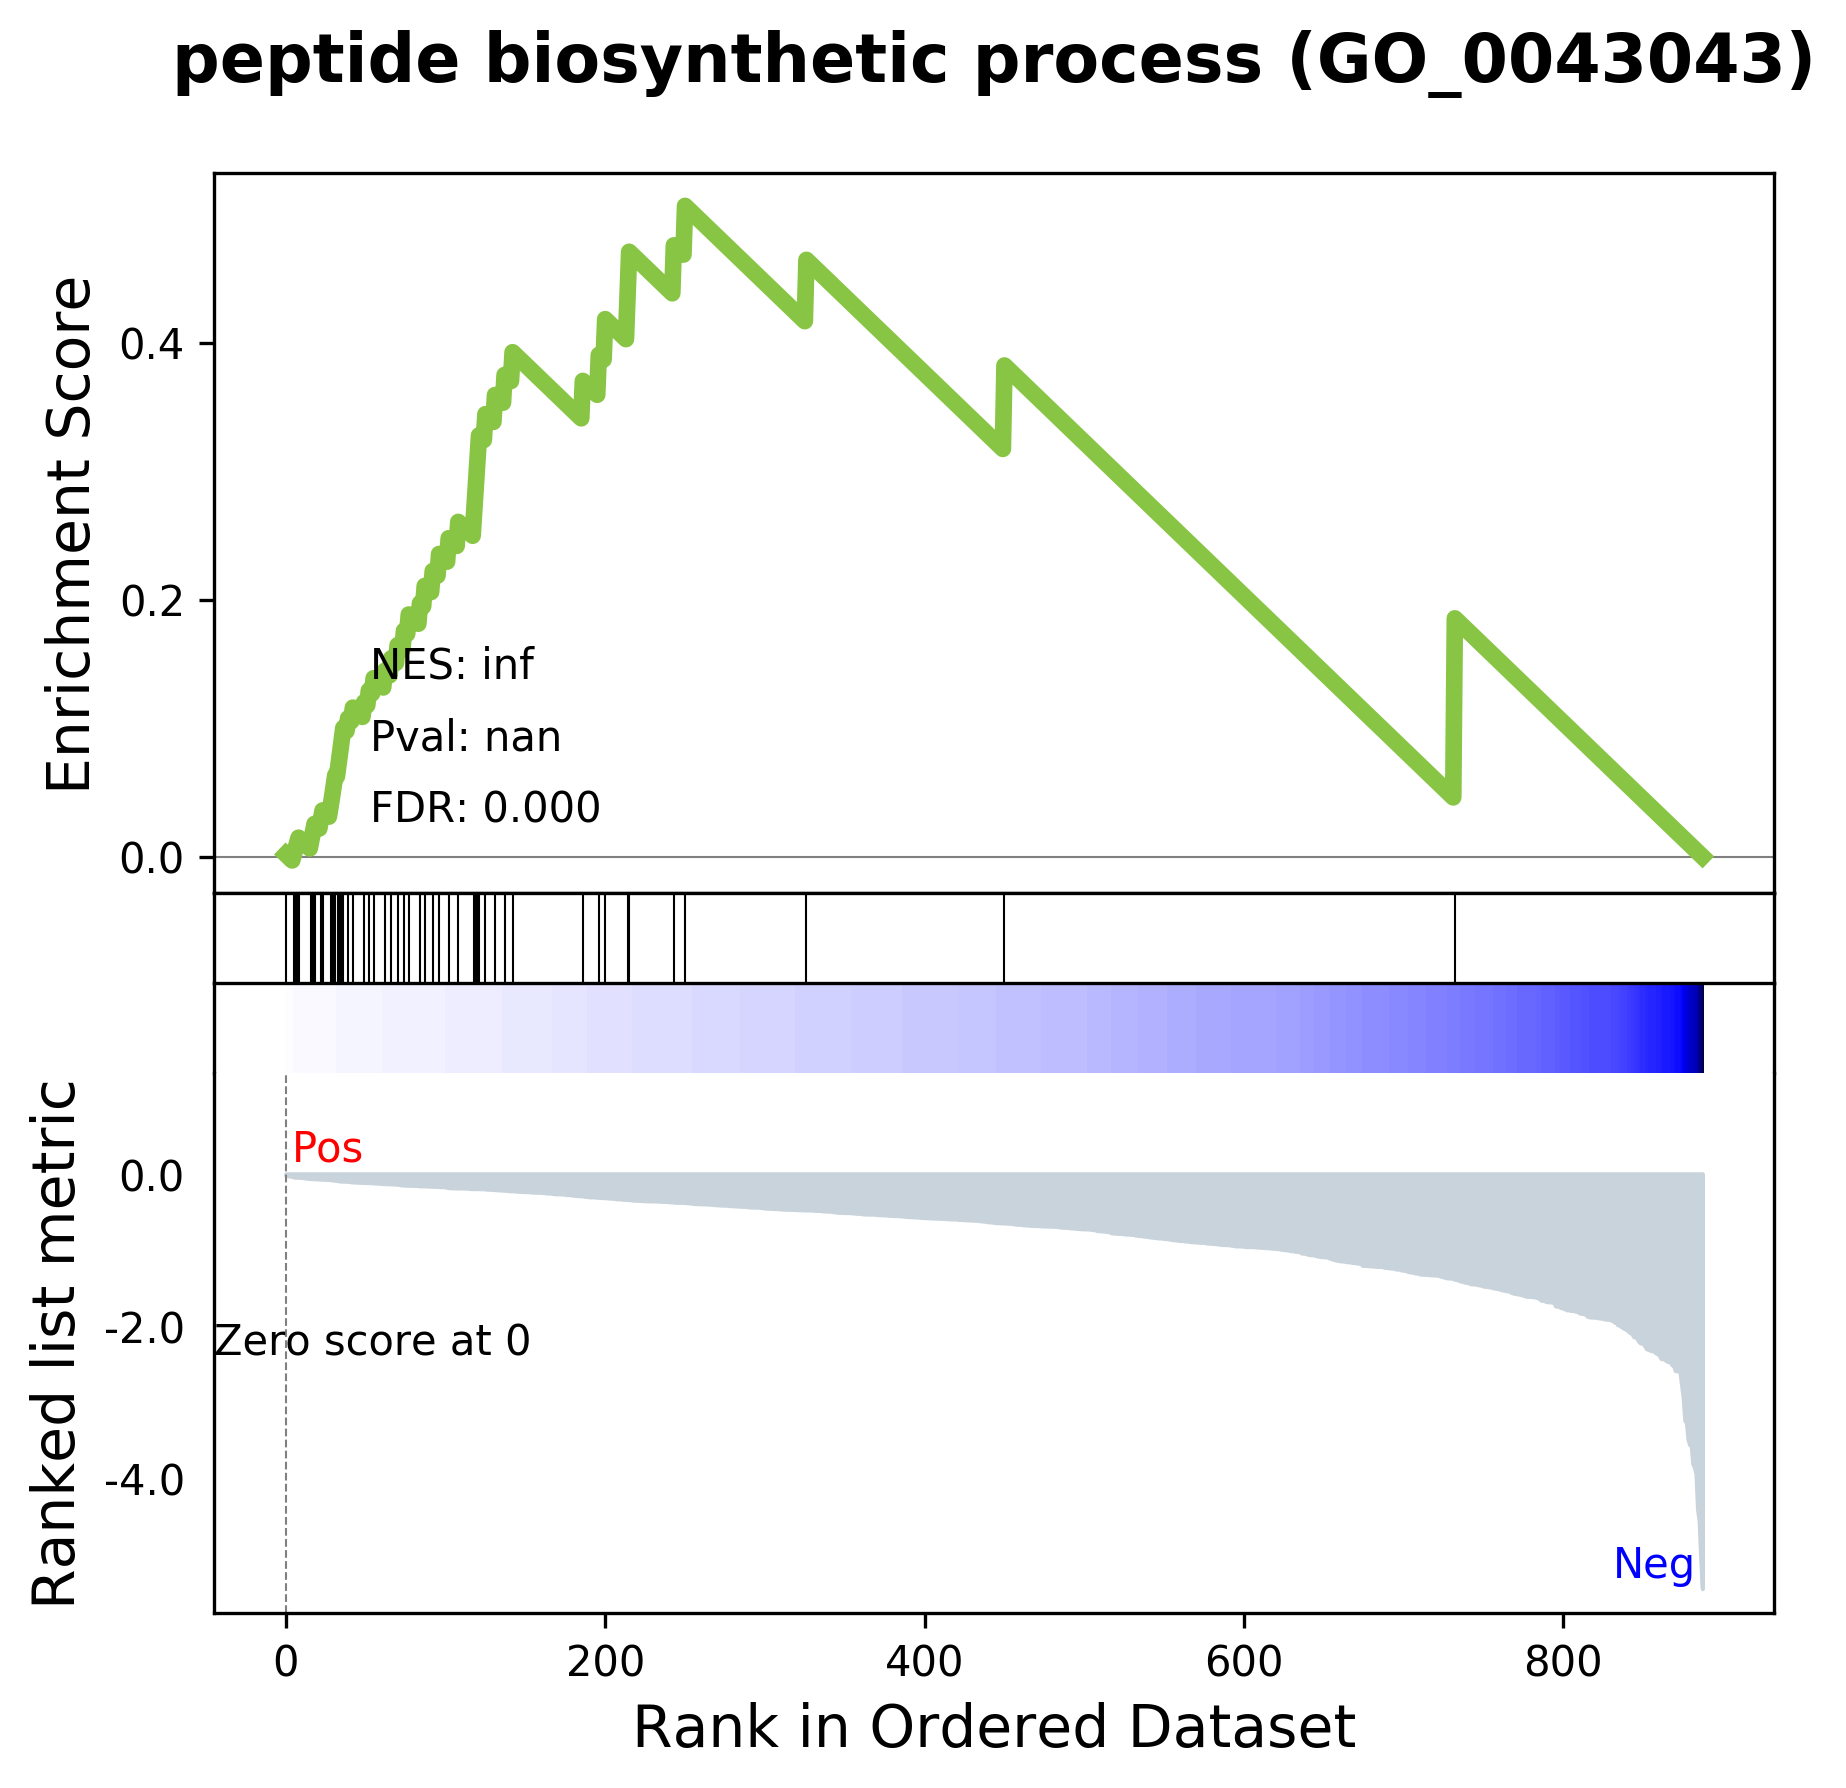 peptide biosynthetic process (GO_0043043)
Enrichment Score
0.4
0.2
0.0
NES: inf
Pval: nan
FDR: 0.000
Ranked list metric
Pos
0.0
-2.0
Zero score at 0
-4.0
Neg
0 200 400 600 800
Rank in Ordered Dataset